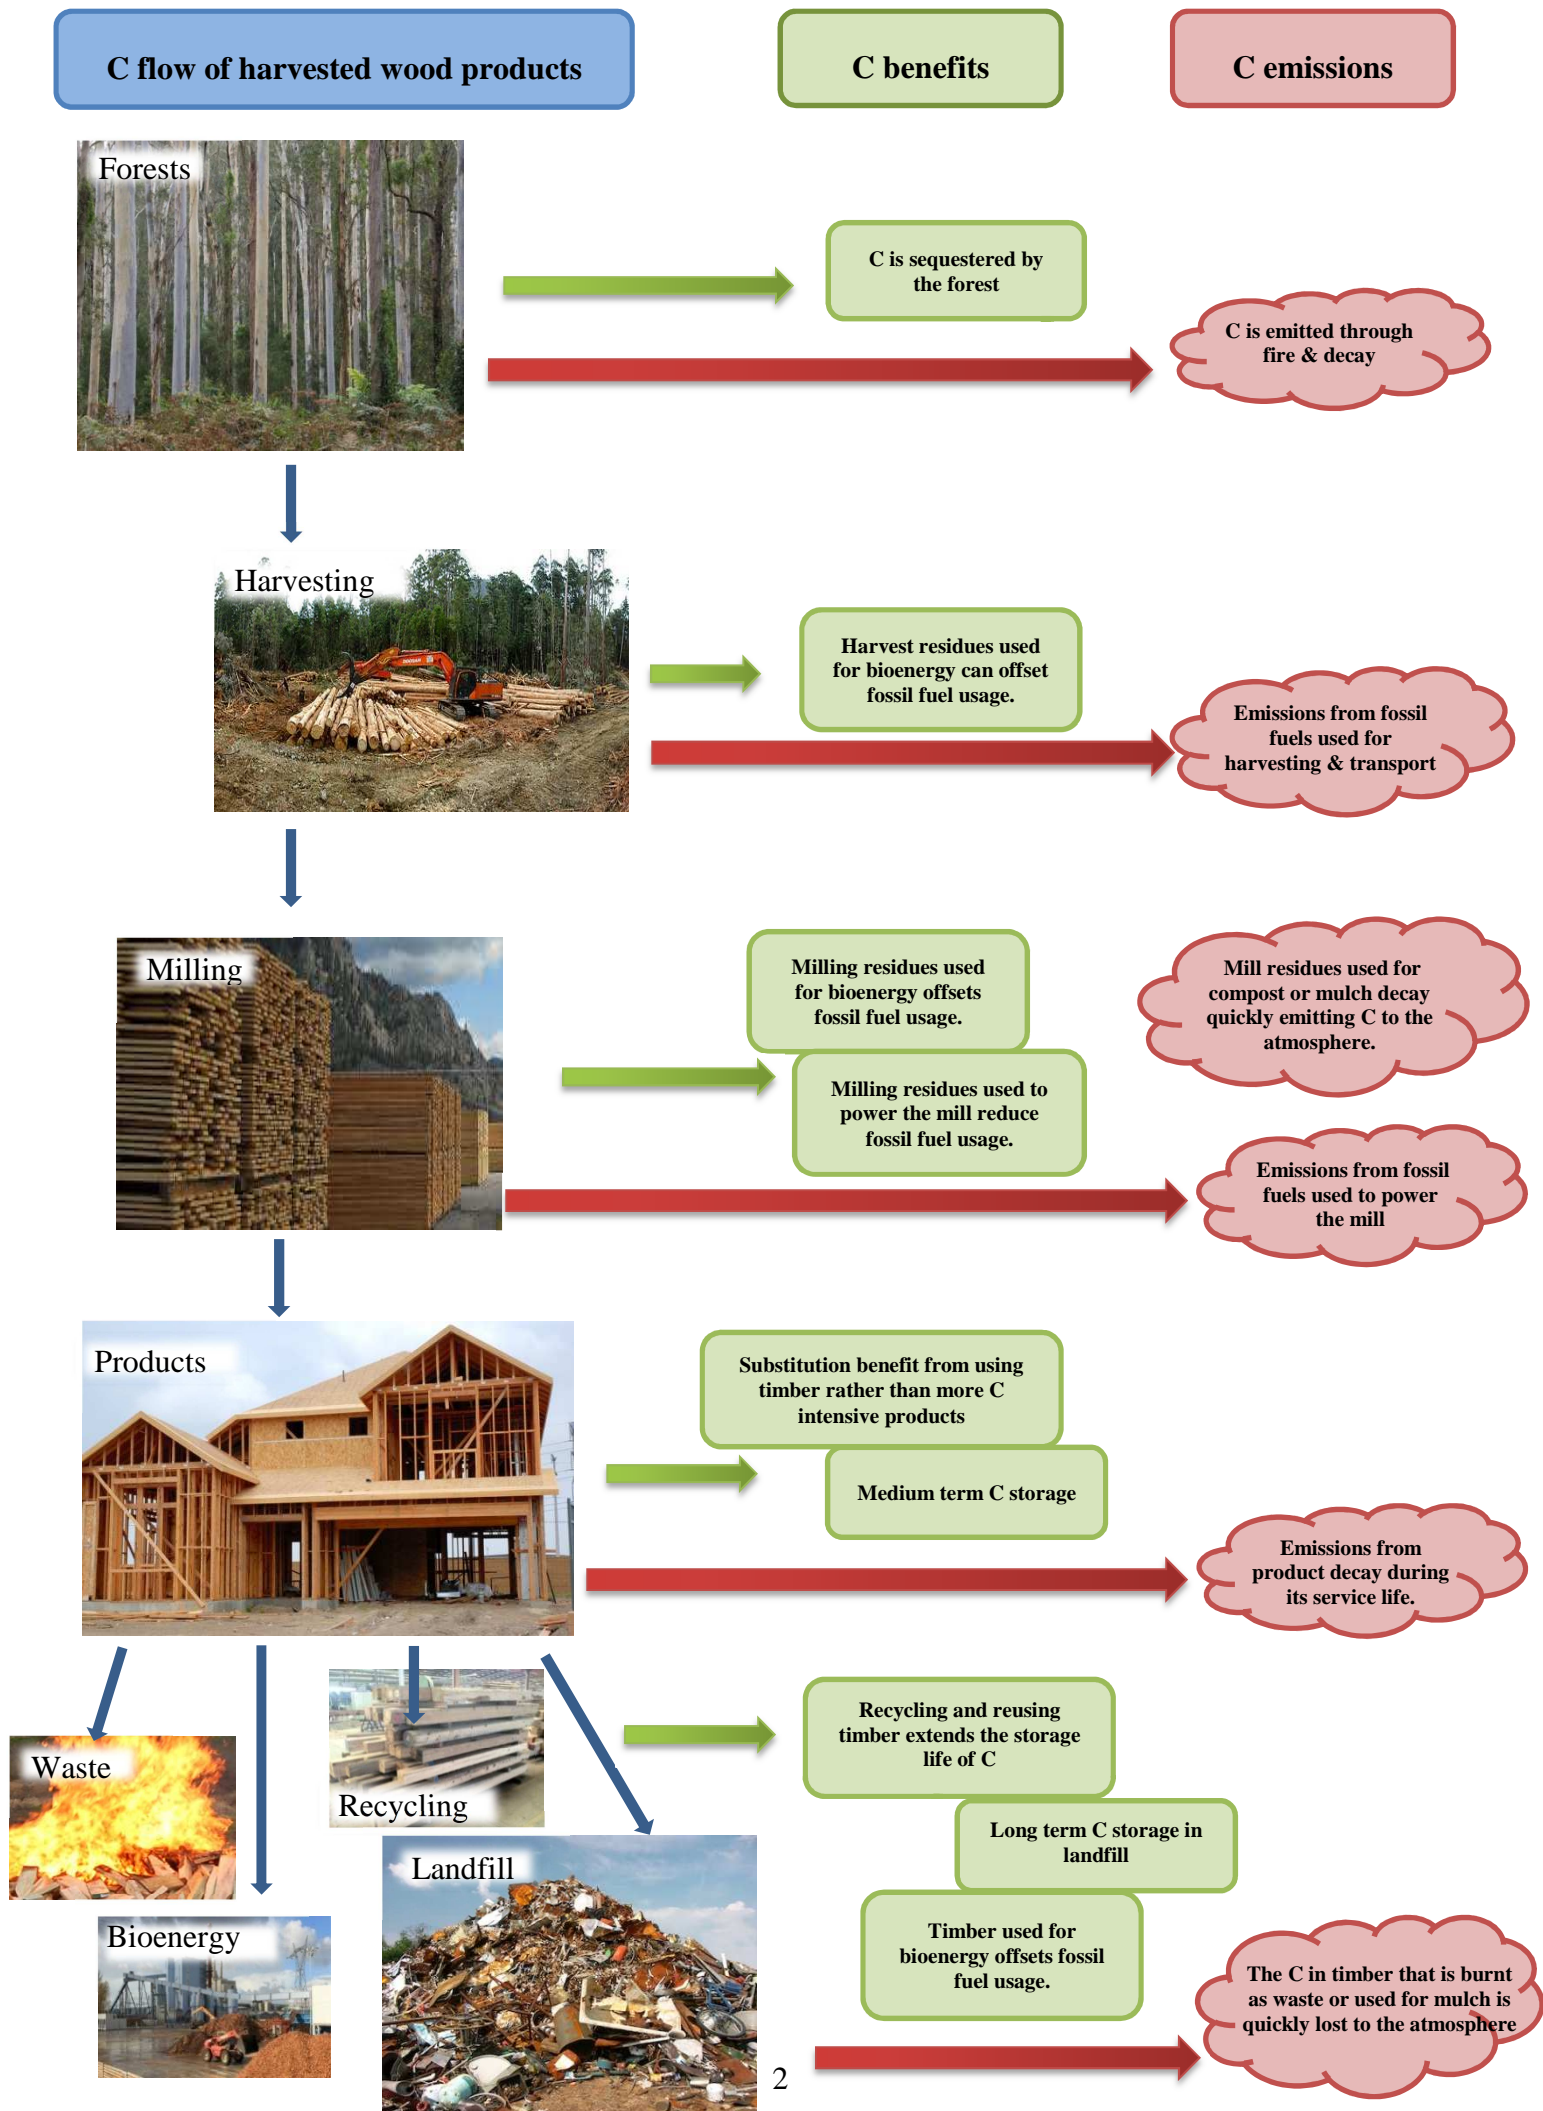 C flow of harvested wood products
C benefits
C emissions
Forests
C is sequestered by
the forest
C is emitted through
fire & decay
Harvesting
Harvest residues used
for bioenergy can offset
fossil fuel usage.
Emissions from fossil
fuels used for
harvesting & transport
Milling
Milling residues used
for bioenergy offsets
fossil fuel usage.
Milling residues used to
power the mill reduce
fossil fuel usage.
Mill residues used for
compost or mulch decay
quickly emitting C to the
atmosphere.
Emissions from fossil
fuels used to power
the mill
Products
Substitution benefit from using
timber rather than more C
intensive products
Medium term C storage
Emissions from
product decay during
its service life.
Waste
Recycling
Bioenergy
Landfill
Recycling and reusing
timber extends the storage
life of C
Long term C storage in
landfill
Timber used for
bioenergy offsets fossil
fuel usage.
The C in timber that is burnt
as waste or used for mulch is
quickly lost to the atmosphere
2